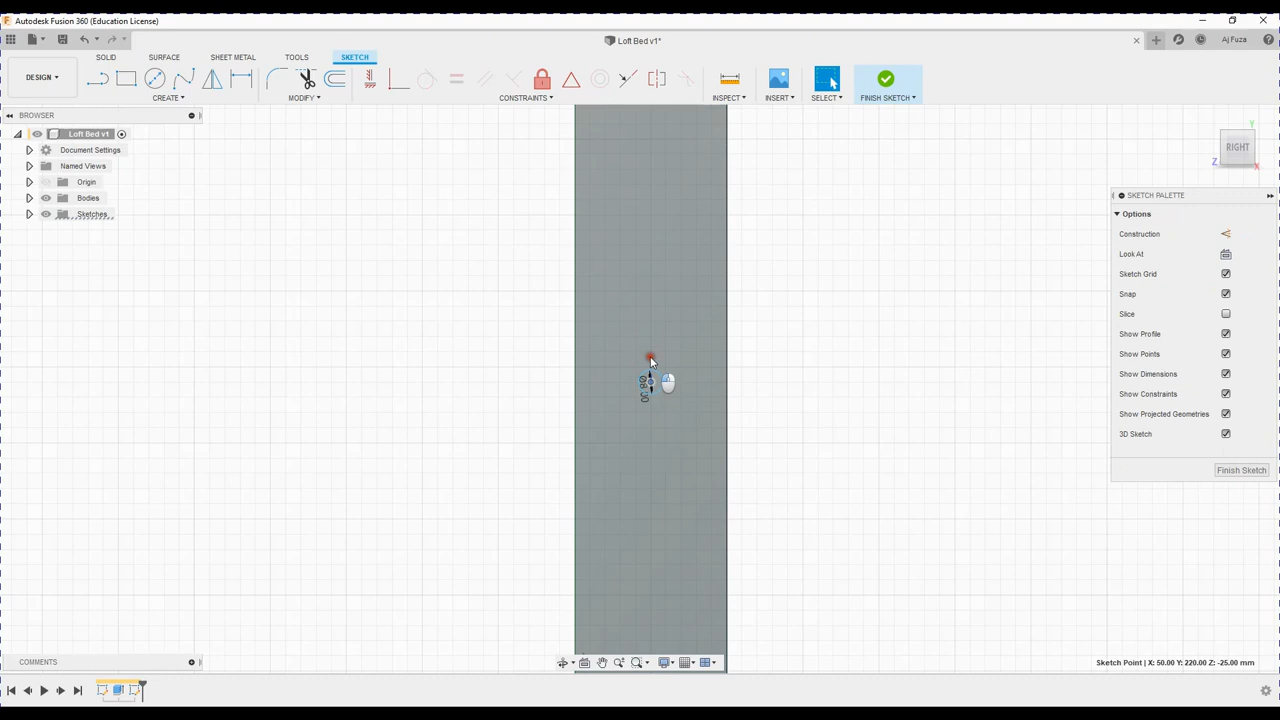 Autodesk Fusion 360 (Education License)
Loft Bed v1*
Aj Fuza
SOLID SURFACE SHEET METAL TOOLS SKETCH
DESIGN
CREATE MODIFY CONSTRAINTS INSPECT INSERT SELECT FINISH SKETCH
BROWSER
Loft Bed v1
Document Settings
Named Views
Origin
Bodies
Sketches
Y
RIGHT
Z
X
SKETCH PALETTE
Options
Construction
Look At
Sketch Grid
Snap
Slice
Show Profile
Show Points
Show Dimensions
Show Constraints
Show Projected Geometries
3D Sketch
Finish Sketch
Ø8.00
COMMENTS
Sketch Point | X: 50.00 Y: 220.00 Z: -25.00 mm